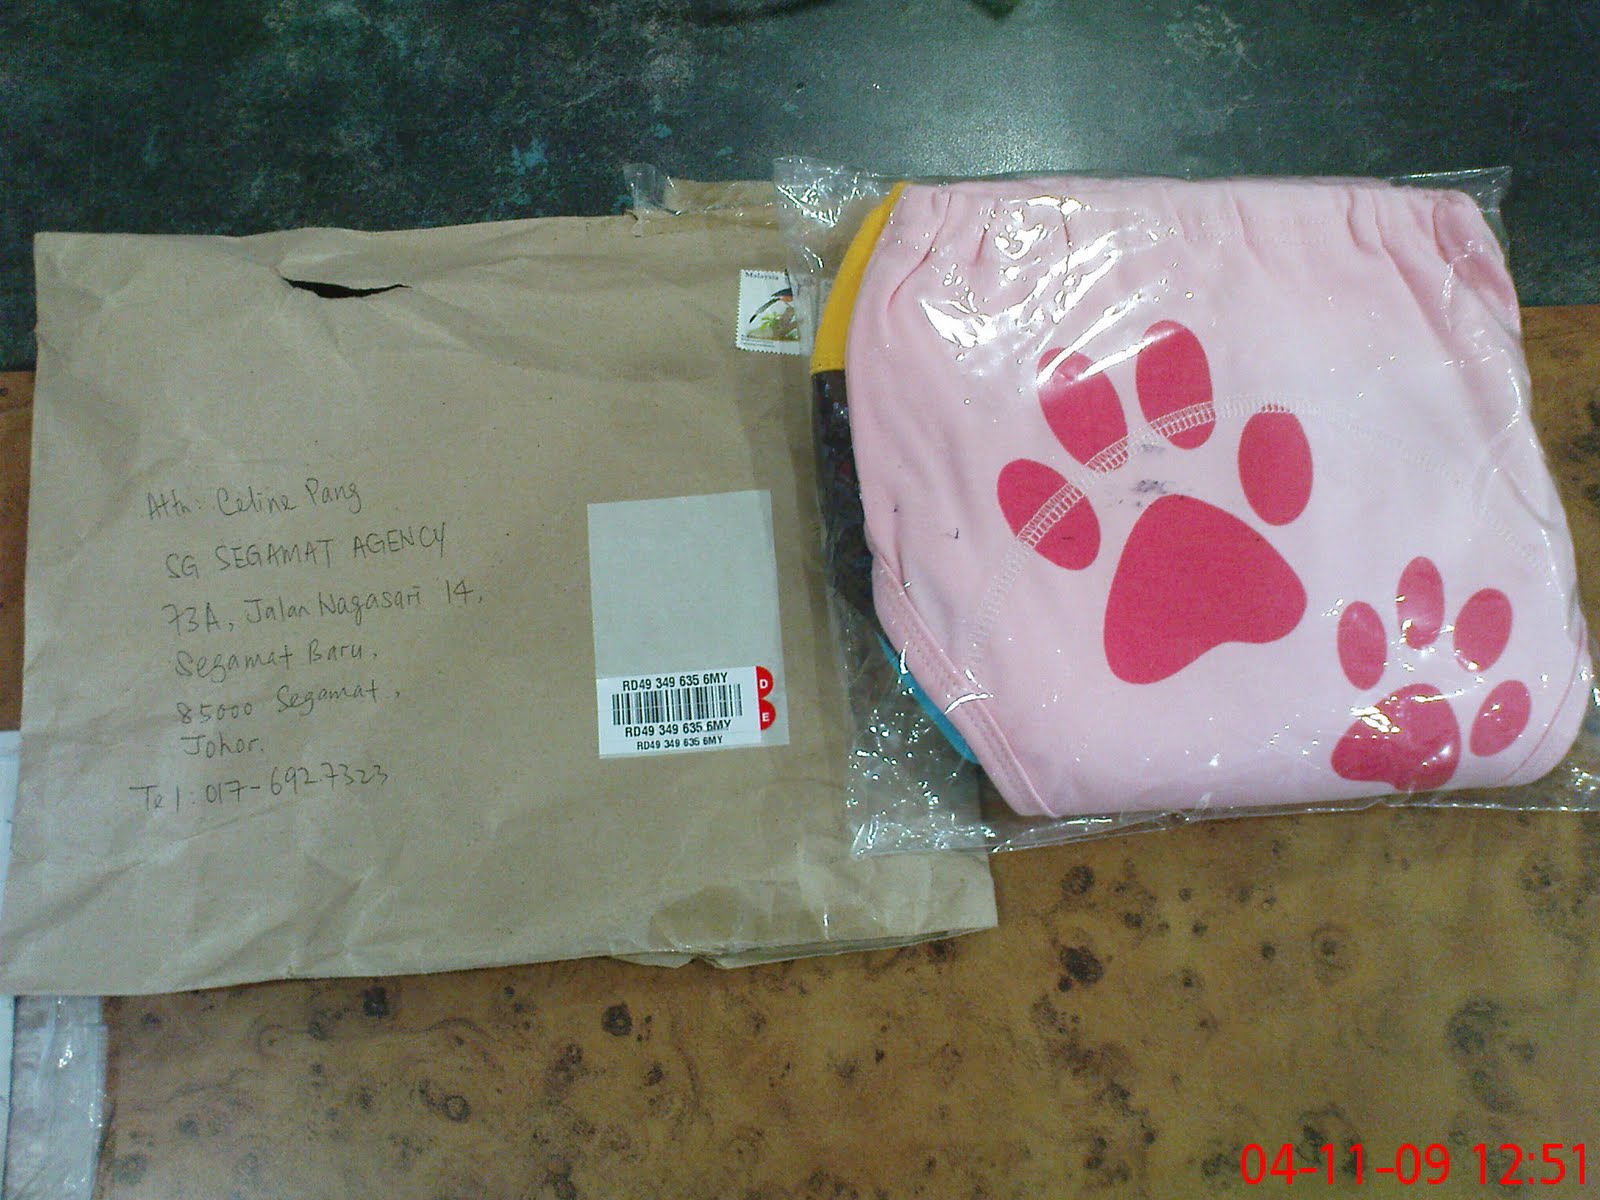 Malaysia
Attn: Celine Pang
SG SEGAMAT AGENCY
73A, Jalan Nagasari 14,
Segamat Baru.
85000 Segamat,
Johor.
Tel: 017-6927323
RD49 349 635 6MY
RD49 349 635 6MY
RD49 349 635 6MY
D
E
04-11-09 12:51